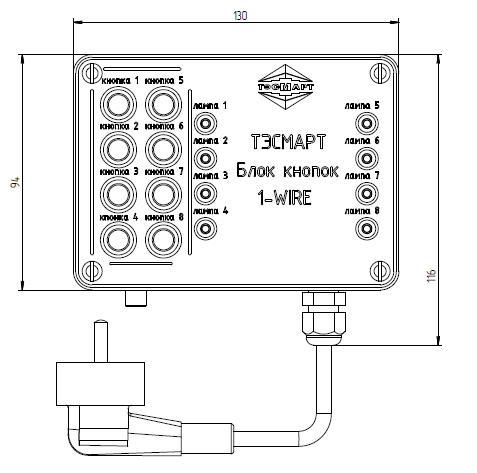 130
кнопка 1 кнопка 5
ТЭСМАРТ
лампа 1 лампа 5
кнопка 2 кнопка 6
ТЭСМАРТ
лампа 2 лампа 6
Блок кнопок
кнопка 3 кнопка 7
лампа 3 лампа 7
1-WIRE
лампа 4 лампа 8
кнопка 4 кнопка 8
94
116